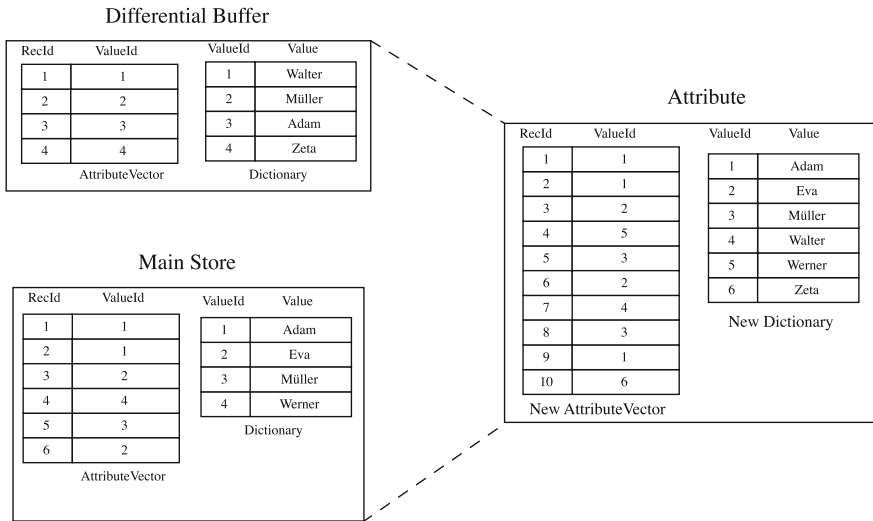 Differential Buffer
RecId ValueId ValueId Value
1 1 1 Walter
2 2 2 Müller
3 3 3 Adam
4 4 4 Zeta
AttributeVector Dictionary
Main Store
RecId ValueId ValueId Value
1 1 1 Adam
2 1 2 Eva
3 2 3 Müller
4 4 4 Werner
5 3
6 2
Dictionary
AttributeVector
Attribute
RecId ValueId ValueId Value
1 1 1 Adam
2 1 2 Eva
3 2 3 Müller
4 5 4 Walter
5 3 5 Werner
6 2 6 Zeta
7 4
8 3
9 1
10 6
New Dictionary
New AttributeVector